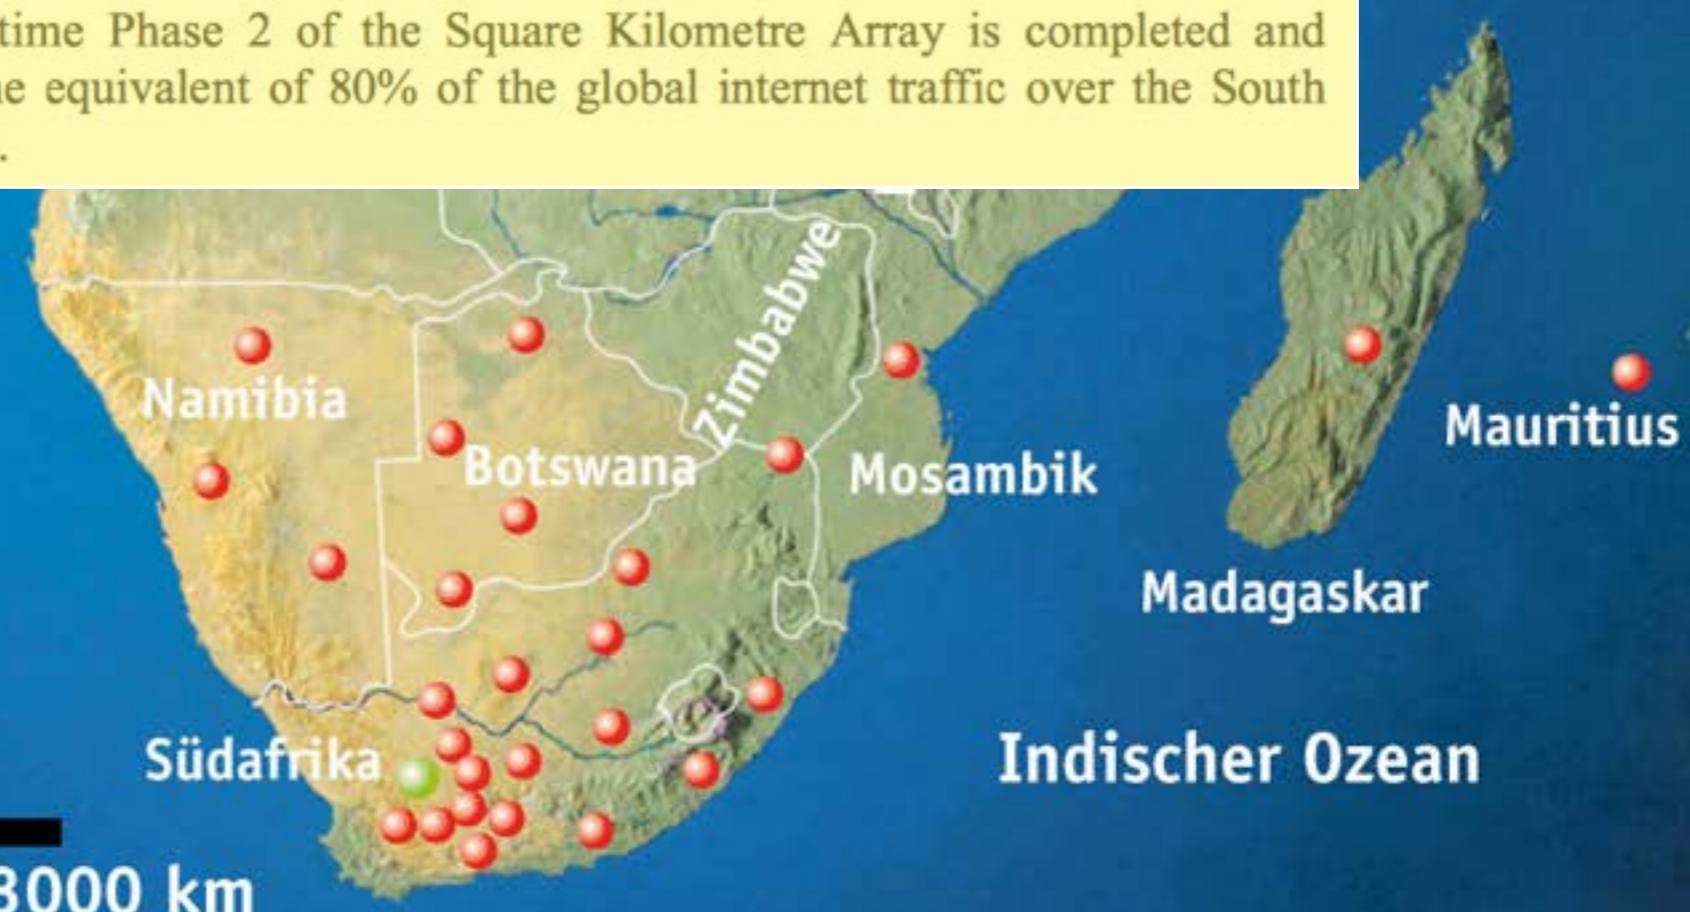 time Phase 2 of the Square Kilometre Array is completed and
equivalent of 80% of the global internet traffic over the South
.
Zimbabwe
Namibia
Mauritius
Botswana
Mosambik
Madagaskar
Südafrika
Indischer Ozean
3000 km